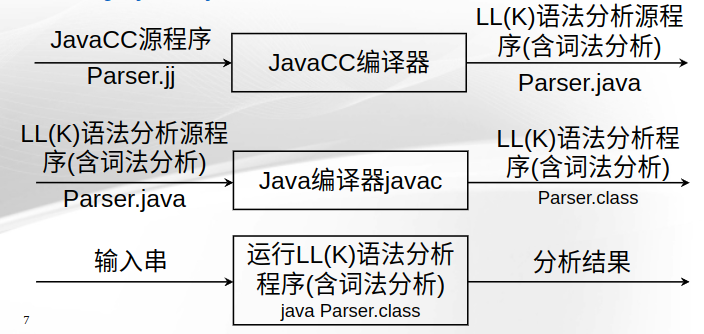 JavaCC源程序
Parser.jj
JavaCC编译器
LL(K)语法分析源程
序(含词法分析)
Parser.java
LL(K)语法分析源程
序(含词法分析)
Parser.java
Java编译器javac
LL(K)语法分析程
序(含词法分析)
Parser.class
输入串
运行LL(K)语法分析
程序(含词法分析)
java Parser.class
分析结果
7